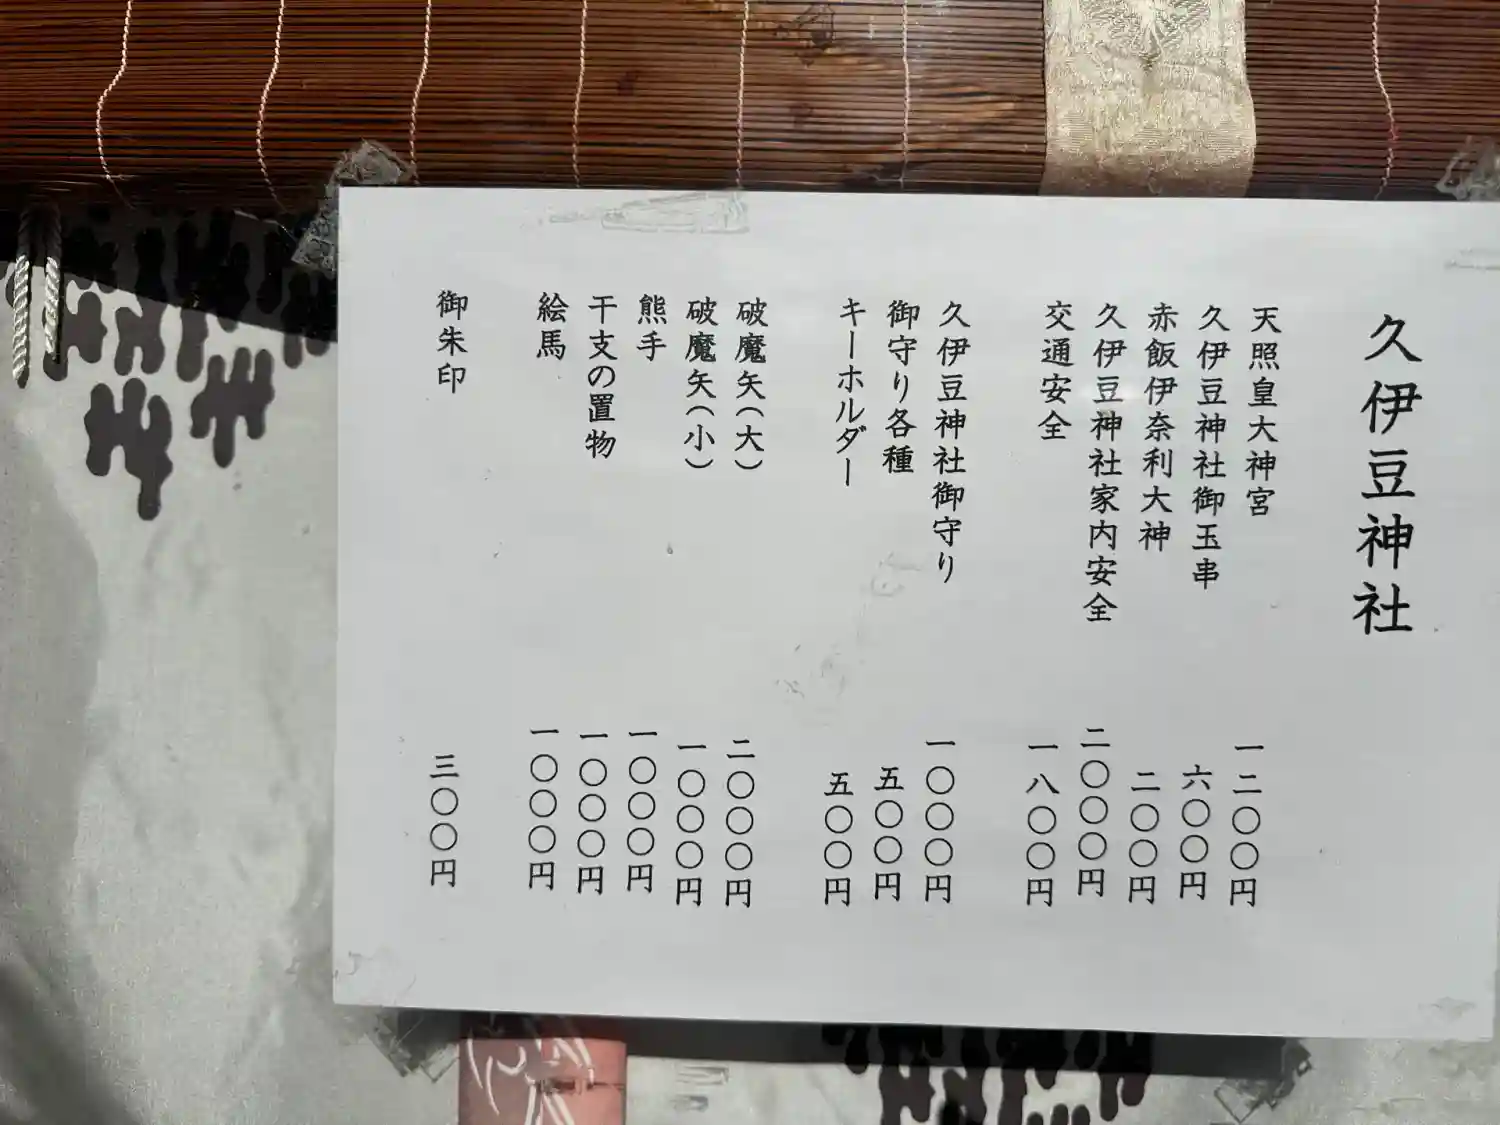 久伊豆神社
天照皇大神宮 一二〇〇円
久伊豆神社御玉串 六〇〇円
赤飯伊奈利大神 二〇〇円
久伊豆神社家内安全 二〇〇〇円
交通安全 一八〇〇円
久伊豆神社御守り 一〇〇〇円
御守り各種 五〇〇円
キーホルダー 五〇〇円
破魔矢(大) 二〇〇〇円
破魔矢(小) 一〇〇〇円
熊手 一〇〇〇円
干支の置物 一〇〇〇円
絵馬 一〇〇〇円
御朱印 三〇〇円